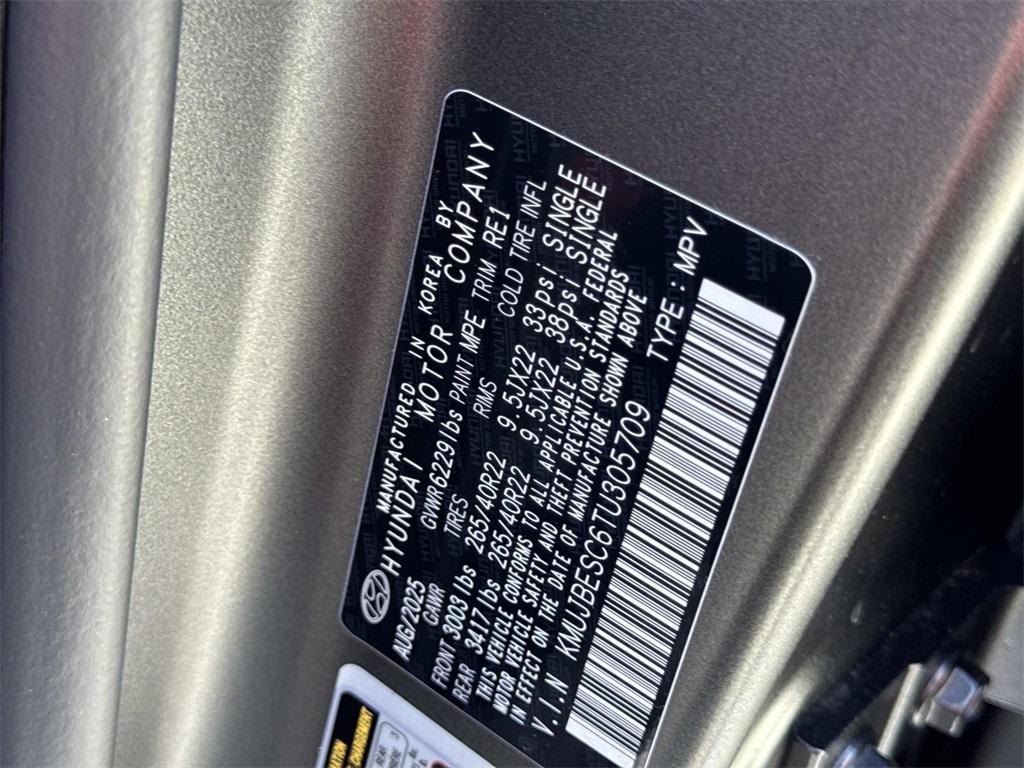 MANUFACTURED IN KOREA BY
HYUNDAI MOTOR COMPANY
AUG/2025 GVWR 6229 lbs PAINT MPE TRIM RE1
GAWR TIRES RMS COLD TIRE INFL
FRONT 3003 lbs 265/40R22 9.5JX22 33psi SINGLE
REAR 3417 lbs 265/40R22 9.5JX22 38psi SINGLE
THIS VEHICLE CONFORMS TO ALL APPLICABLE U.S.A. FEDERAL
MOTOR VEHICLE SAFETY AND THEFT PREVENTION STANDARDS
IN EFFECT ON THE DATE OF MANUFACTURE SHOWN ABOVE
V.I.N KMUJBESC6TU305709 TYPE : MPV
REAR